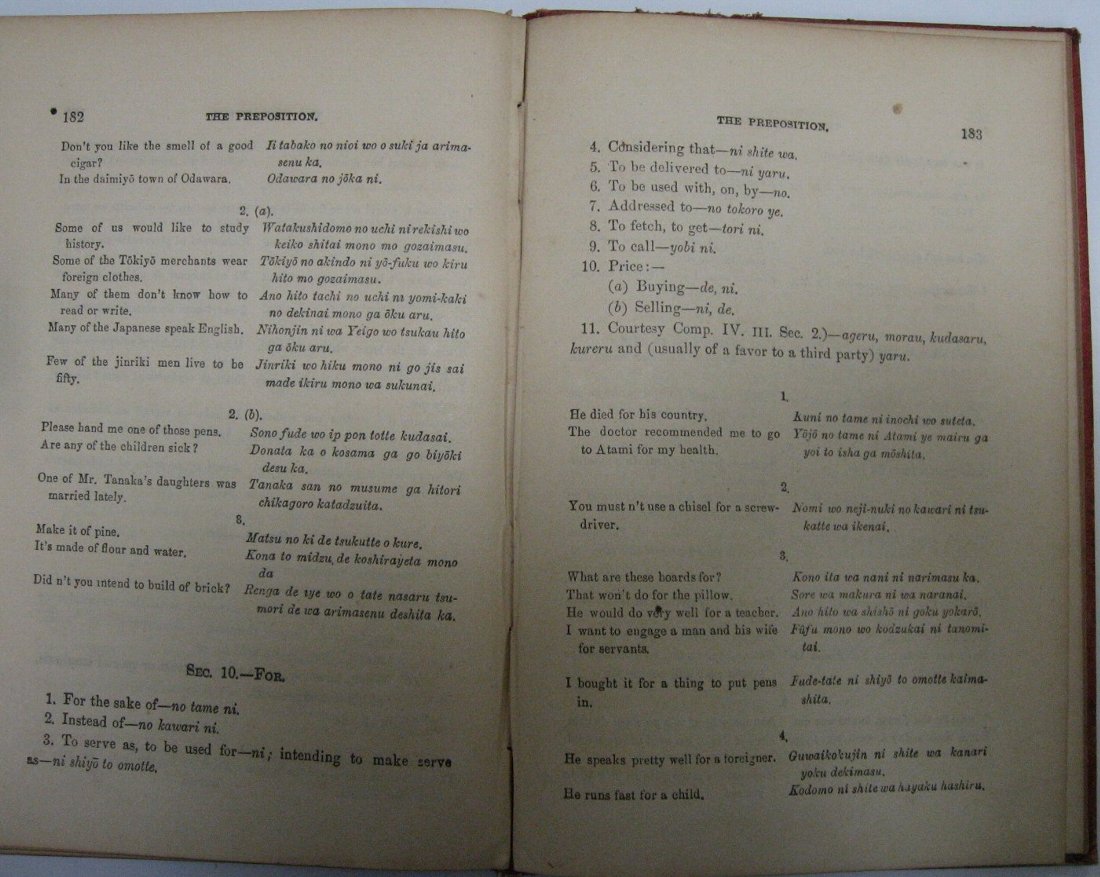 182
THE PREPOSITION.
Don't you like the smell of a good Ii tabako no nioi wo o suki ja arima-
cigar? senu ka.
In the daimiyō town of Odawara. Odawara no jōka ni.
2. (a).
Some of us would like to study Watakushidomo no uchi ni rekishi wo
history. keiko shitai mono mo gozaimasu.
Some of the Tōkiyō merchants wear Tōkiyō no akindo ni yō-fuku wo kiru
foreign clothes. hito mo gozaimasu.
Many of them don't know how to Ano hito tachi no uchi ni yomi-kaki
read or write. no dekinai mono ga ōku aru.
Many of the Japanese speak English. Nihonjin ni wa Yeigo wo tsukau hito
ga ōku aru.
Few of the jinriki men live to be Jinriki wo hiku mono ni go jis sai
fifty. made ikiru mono wa sukunai.
2. (b).
Please hand me one of those pens. Sono fude wo ip pon totte kudasai.
Are any of the children sick? Donata ka o kosama ga go biyōki
desu ka.
One of Mr. Tanaka's daughters was Tanaka san no musume ga hitori
married lately. chikagoro katadzuita.
3.
Make it of pine. Matsu no ki de tsukutte o kure.
It's made of flour and water. Kona to midzu de koshirayeta mono
da
Did n't you intend to build of brick? Renga de iye wo o tate nasaru tsu-
mori de wa arimasenu deshita ka.
SEC. 10.—FOR.
1. For the sake of—no tame ni.
2. Instead of—no kawari ni.
3. To serve as, to be used for—ni; intending to make serve
as—ni shiyō to omotte.
THE PREPOSITION.
183
4. Considering that—ni shite wa.
5. To be delivered to—ni yaru.
6. To be used with, on, by—no.
7. Addressed to—no tokoro ye.
8. To fetch, to get—tori ni.
9. To call—yobi ni.
10. Price:—
(a) Buying—de, ni.
(b) Selling—ni, de.
11. Courtesy Comp. IV. III. Sec. 2.)—ageru, morau, kudasaru,
kureru and (usually of a favor to a third party) yaru.
1.
He died for his country. Kuni no tame ni inochi wo suteta.
The doctor recommended me to go Yōjō no tame ni Atami ye mairu ga
to Atami for my health. yoi to isha ga mōshita.
2.
You must n't use a chisel for a screw- Nomi wo neji-nuki no kawari ni tsu-
driver. katte wa ikenai.
3.
What are these boards for? Kono ita wa nani ni narimasu ka.
That won't do for the pillow. Sore wa makura ni wa naranai.
He would do very well for a teacher. Ano hito wa shishō ni goku yokarō.
I want to engage a man and his wife Fūfu mono wo kodzukai ni tanomi-
for servants. tai.
I bought it for a thing to put pens Fude-tate ni shiyō to omotte kaima-
in. shita.
4.
He speaks pretty well for a foreigner. Guwaikokujin ni shite wa kanari
yoku dekimasu.
He runs fast for a child. Kodomo ni shite wa hayaku hashiru.